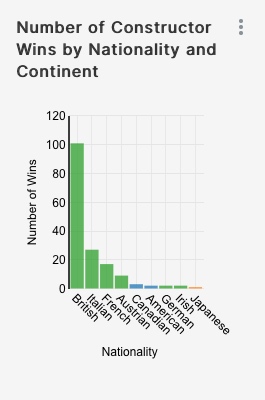 Number of Constructor
Wins by Nationality and
Continent
120
100
80
60
40
20
0
Number of Wins
British
Italian
French
Austrian
Canadian
American
German
Irish
Japanese
Nationality